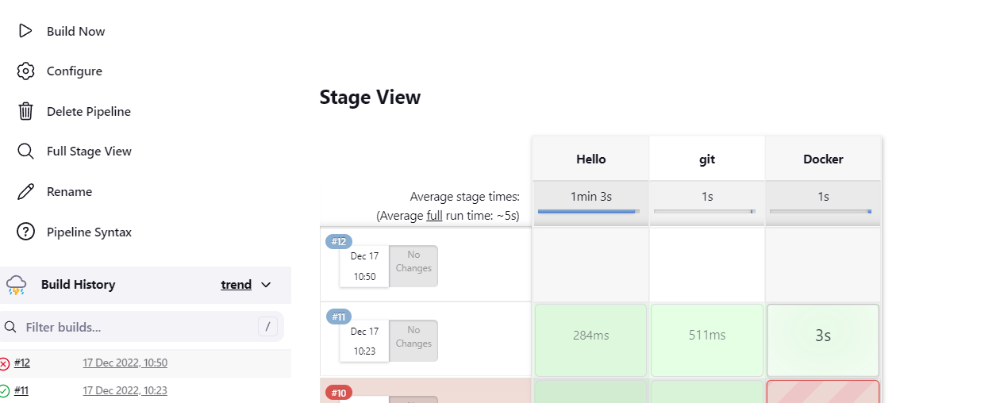 Build Now
Configure
Delete Pipeline
Full Stage View
Rename
Pipeline Syntax
Build History
trend
Filter builds...
/
#12
17 Dec 2022, 10:50
#11
17 Dec 2022, 10:23
Stage View
Hello
git
Docker
Average stage times:
1min 3s
1s
1s
(Average full run time: ~5s)
#12
Dec 17
10:50
No
Changes
#11
Dec 17
10:23
No
Changes
284ms
511ms
3s
#10